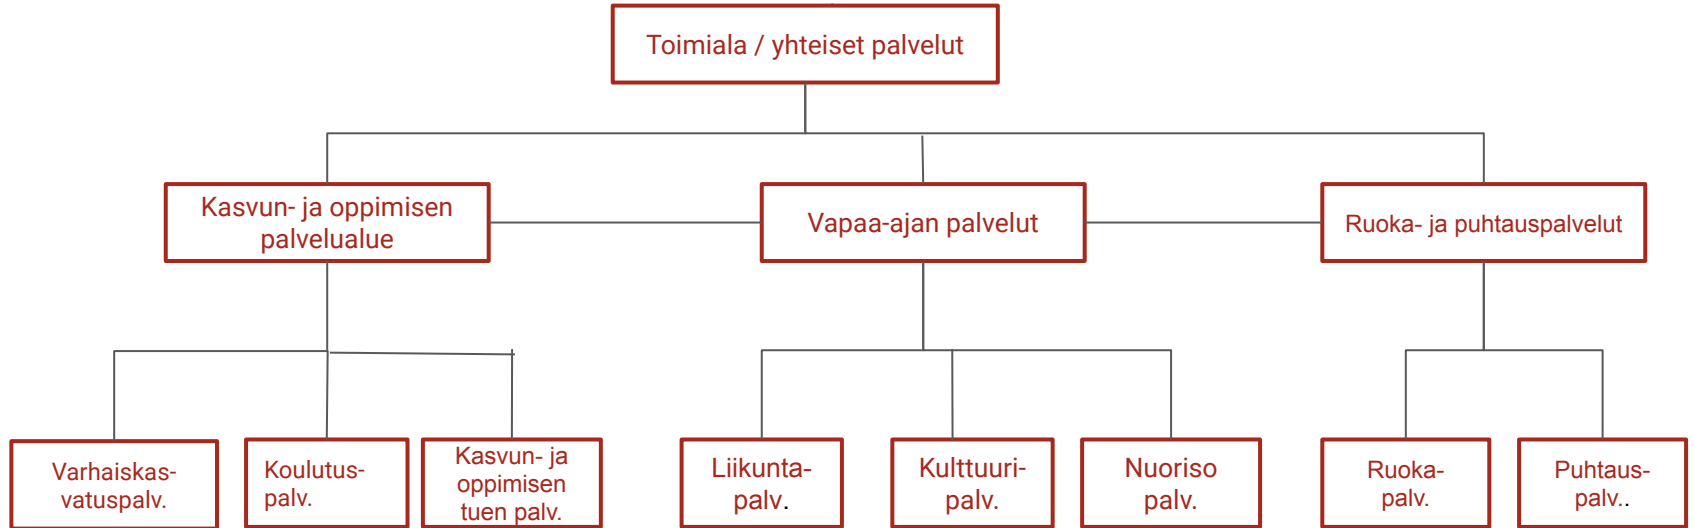 Toimiala / yhteiset palvelut
Kasvun- ja oppimisen
palvelualue
Vapaa-ajan palvelut
Ruoka- ja puhtauspalvelut
Varhaiskas-
vatuspalv.
Koulutus-
palv.
Kasvun- ja
oppimisen
tuen palv.
Liikunta-
palv.
Kulttuuri-
palv.
Nuoriso
palv.
Ruoka-
palv.
Puhtaus-
palv..